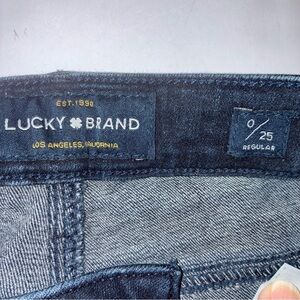 EST. 1990
LUCKY BRAND
LOS ANGELES, CALIFORNIA
0/25
REGULAR